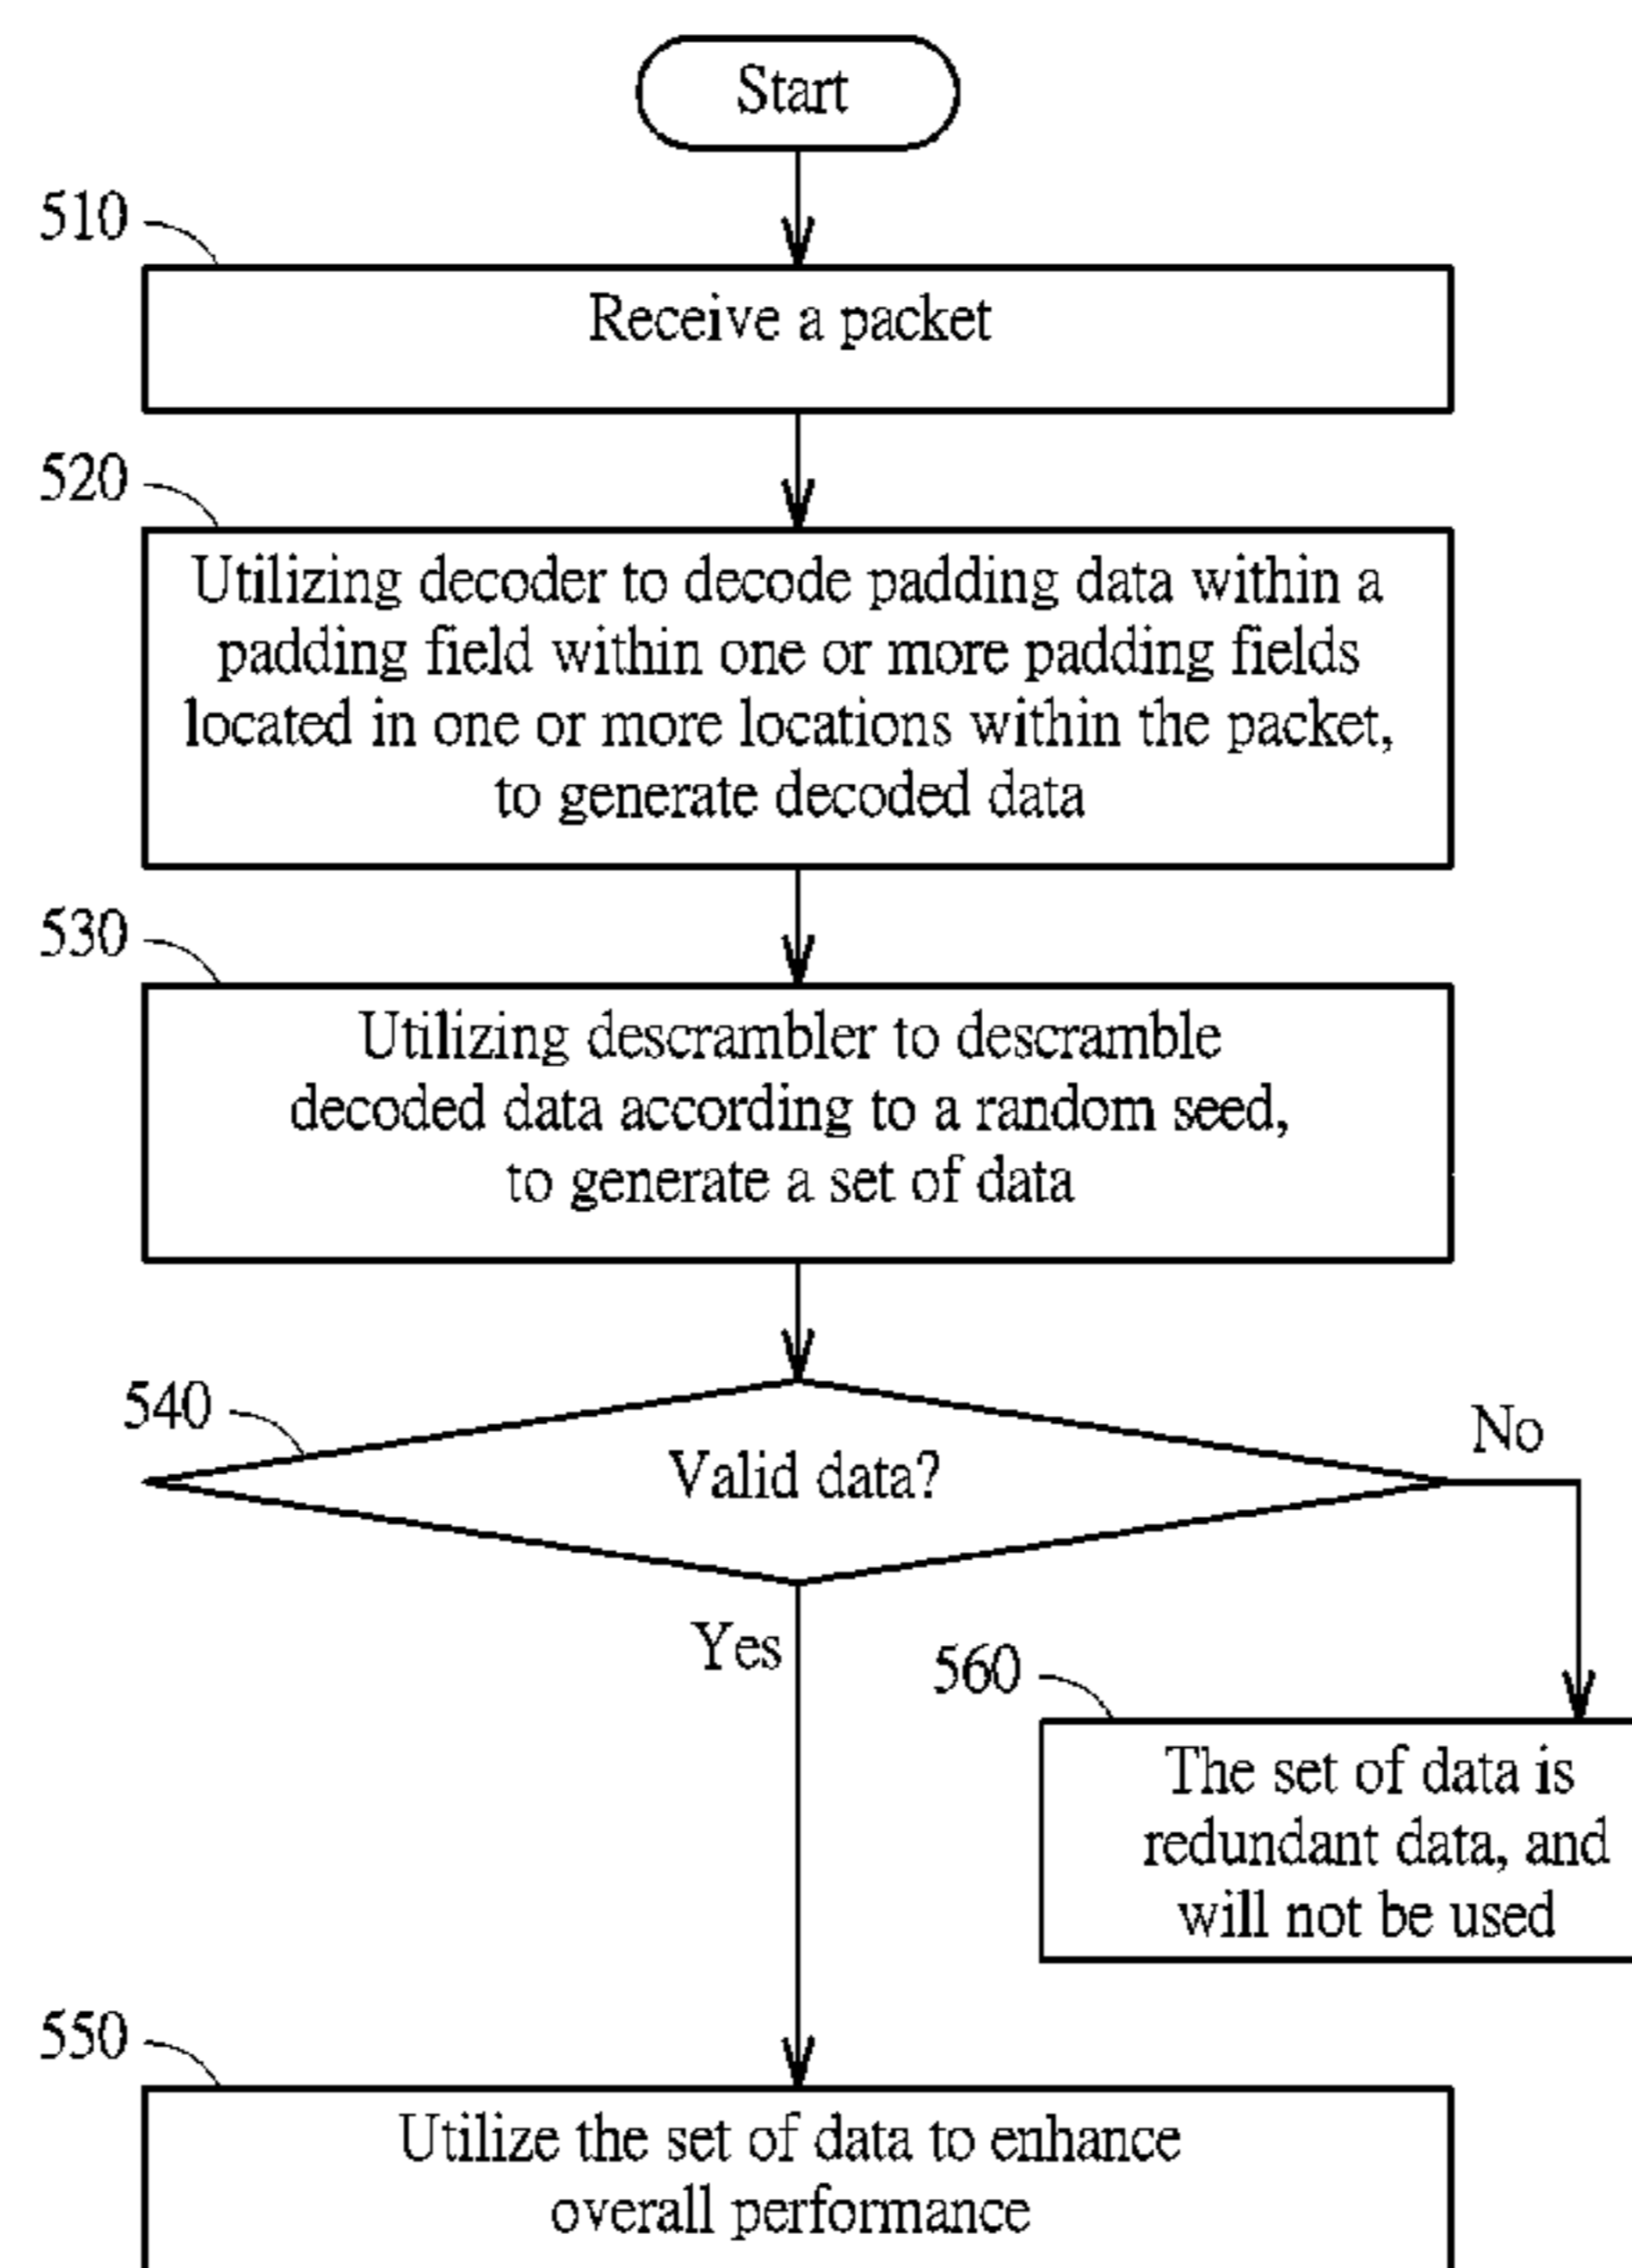 Start
510
Receive a packet
520
Utilizing decoder to decode padding data within a
padding field within one or more padding fields
located in one or more locations within the packet,
to generate decoded data
530
Utilizing descrambler to descramble
decoded data according to a random seed,
to generate a set of data
540
Valid data?
No
Yes
560
The set of data is
redundant data, and
will not be used
550
Utilize the set of data to enhance
overall performance